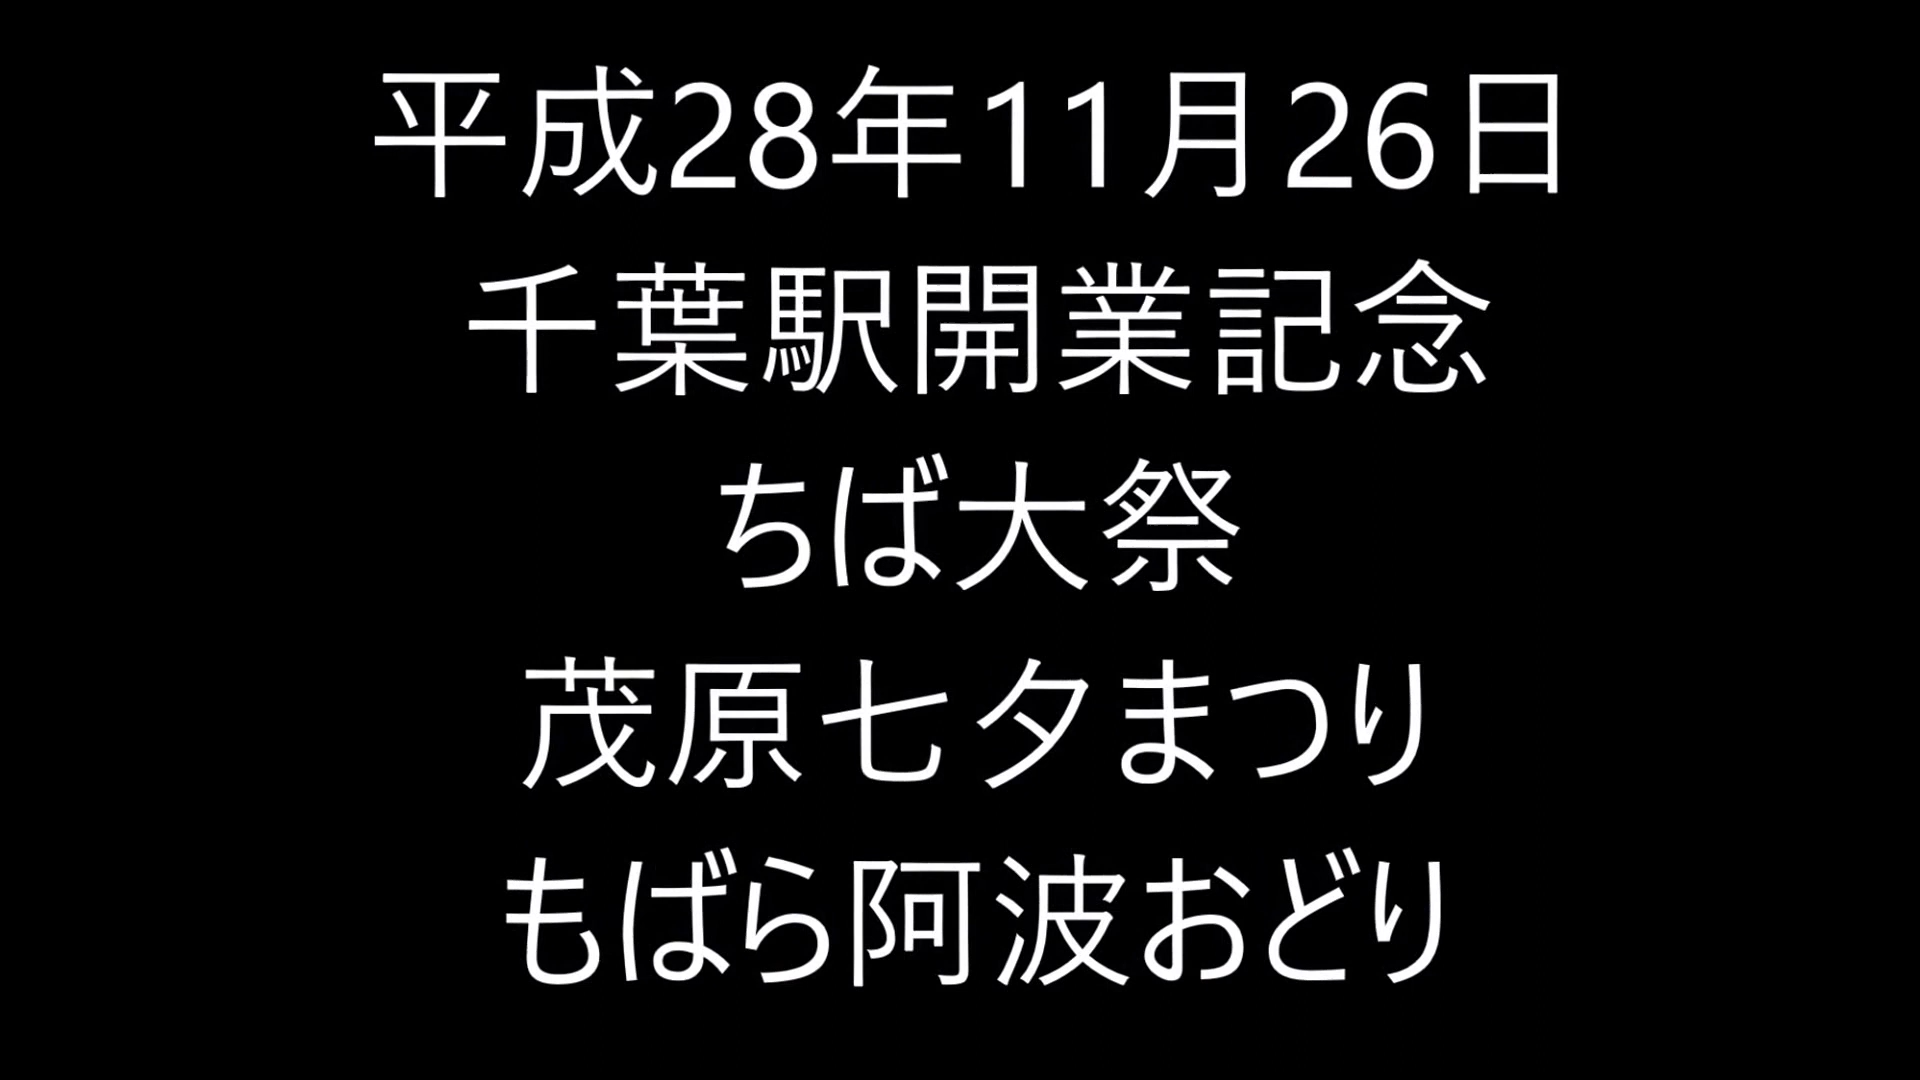 平成28年11月26日
千葉駅開業記念
ちば大祭
茂原七夕まつり
もばら阿波おどり